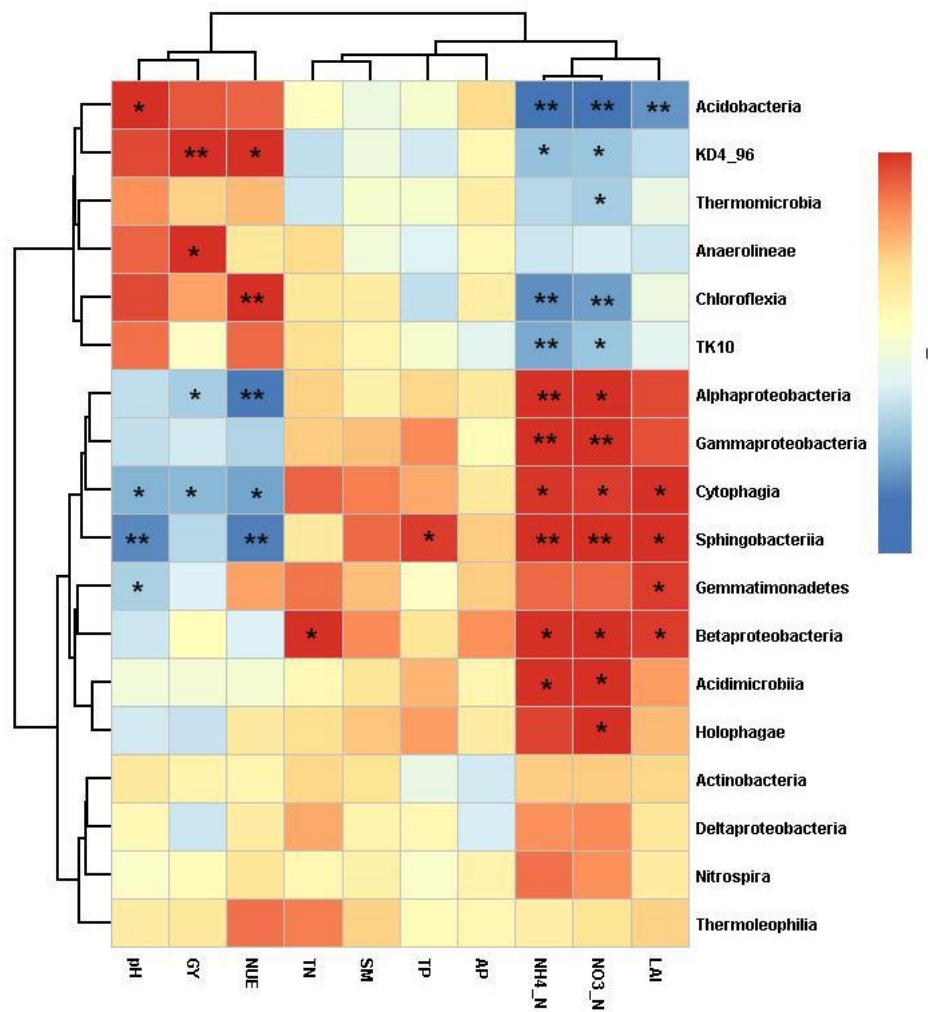 * ** ** ** Acidobacteria
** * * * KD4_96
* Thermomicrobia
* Anaerolineae
** ** ** Chloroflexia
** * TK10
* ** ** * Alphaproteobacteria
** ** Gammaproteobacteria
* * * * * * Cytophagia
** ** * ** ** * Sphingobacteriia
* * Gemmatimonadetes
* * * * Betaproteobacteria
* * Acidimicrobiia
* Holophagae
Actinobacteria
Deltaproteobacteria
Nitrospira
Thermoleophilia
pH GY NUE TN SM TP AP NH4_N NO3_N LAI